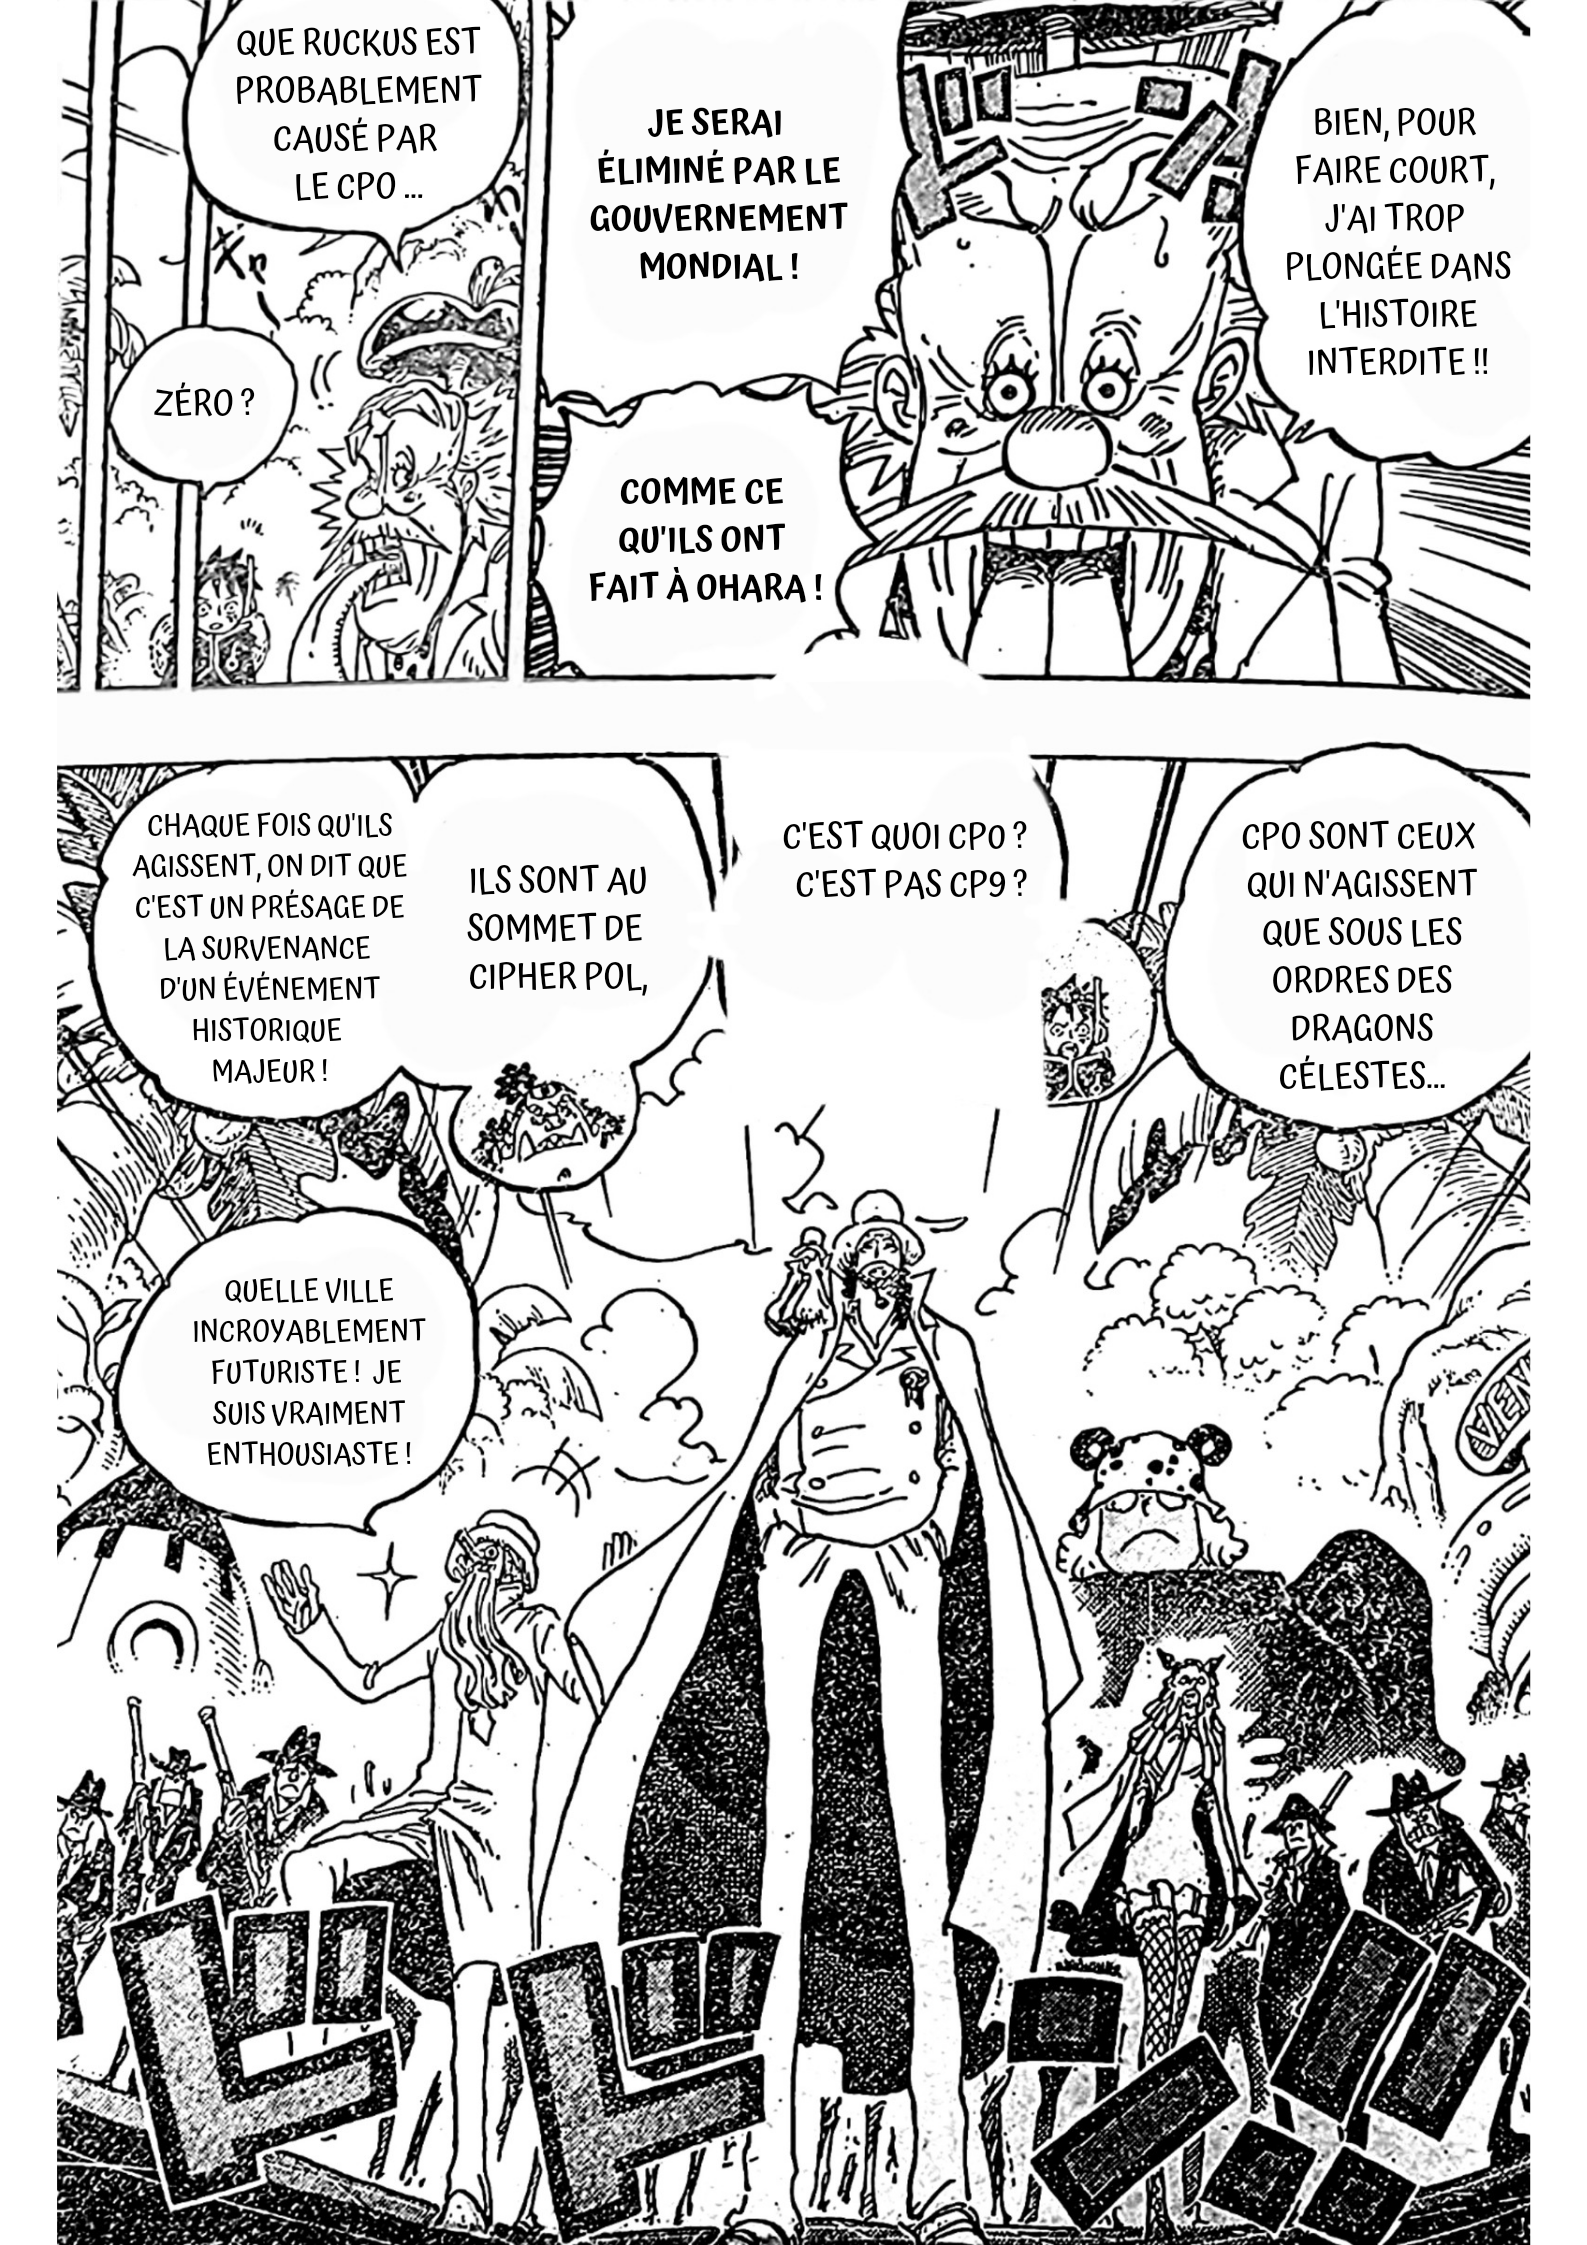 BIEN, POUR
FAIRE COURT,
J'AI TROP
PLONGÉE DANS
L'HISTOIRE
INTERDITE !!
JE SERAI
ÉLIMINÉ PAR LE
GOUVERNEMENT
MONDIAL !
COMME CE
QU'ILS ONT
FAIT À OHARA !
QUE RUCKUS EST
PROBABLEMENT
CAUSÉ PAR
LE CPO ...
ZÉRO ?
CPO SONT CEUX
QUI N'AGISSENT
QUE SOUS LES
ORDRES DES
DRAGONS
CÉLESTES...
C'EST QUOI CP0 ?
C'EST PAS CP9 ?
ILS SONT AU
SOMMET DE
CIPHER POL,
CHAQUE FOIS QU'ILS
AGISSENT, ON DIT QUE
C'EST UN PRÉSAGE DE
LA SURVENANCE
D'UN ÉVÉNEMENT
HISTORIQUE
MAJEUR !
QUELLE VILLE
INCROYABLEMENT
FUTURISTE ! JE
SUIS VRAIMENT
ENTHOUSIASTE !
VEN
ドドン